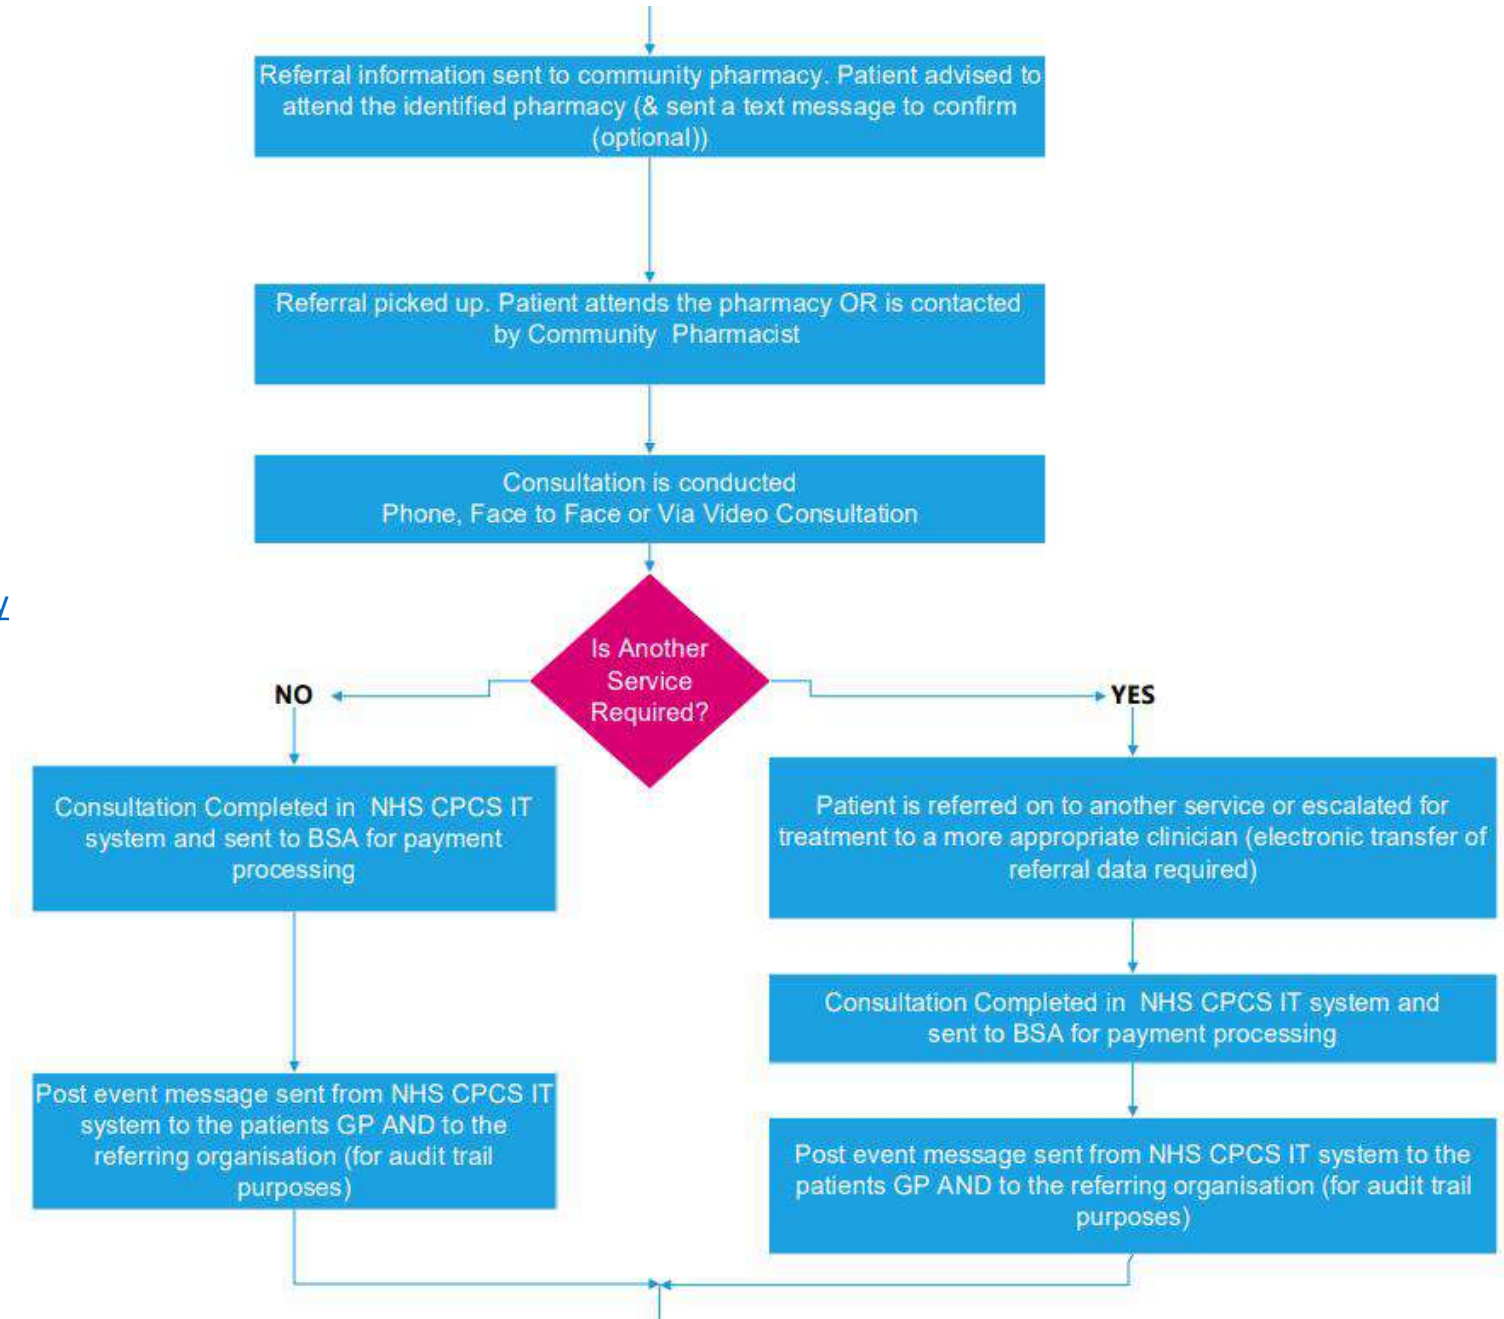 Referral information sent to community pharmacy. Patient advised to
attend the identified pharmacy (& sent a text message to confirm
(optional))
Referral picked up. Patient attends the pharmacy OR is contacted
by Community  Pharmacist
Consultation is conducted
Phone, Face to Face or Via Video Consultation
y
Is Another
Service
Required?
NO
YES
Consultation Completed in  NHS CPCS IT
system and sent to BSA for payment
processing
Post event message sent from NHS CPCS IT
system to the patients GP AND to the
referring organisation (for audit trail
purposes)
Patient is referred on to another service or escalated for
treatment to a more appropriate clinician (electronic transfer of
referral data required)
Consultation Completed in  NHS CPCS IT system and
sent to BSA for payment processing
Post event message sent from NHS CPCS IT system to the
patients GP AND to the referring organisation (for audit trail
purposes)